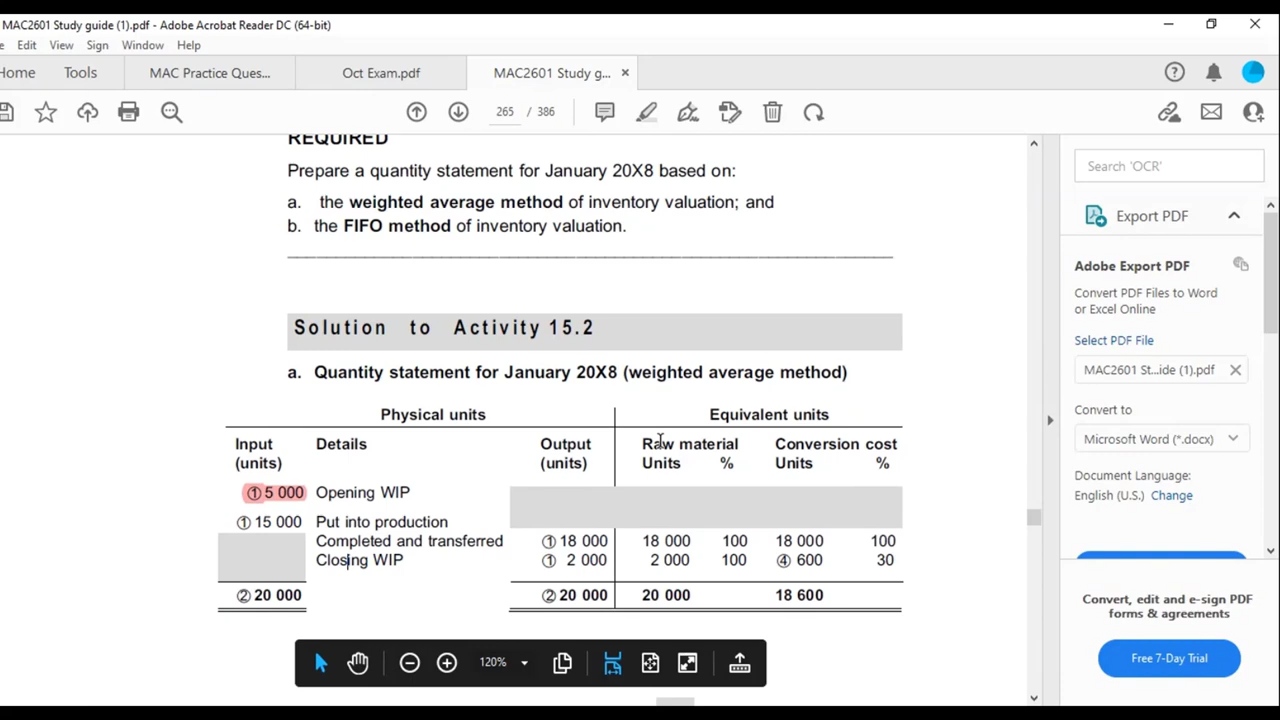 MAC2601 Study guide (1).pdf - Adobe Acrobat Reader DC (64-bit)
Edit View Sign Window Help
Home Tools MAC Practice Ques... Oct Exam.pdf MAC2601 Study g... ×
265 / 386
REQUIRED
Prepare a quantity statement for January 20X8 based on:
a. the weighted average method of inventory valuation; and
b. the FIFO method of inventory valuation.
Solution to Activity 15.2
a. Quantity statement for January 20X8 (weighted average method)
Physical units Equivalent units
Input Details Output Raw material Conversion cost
(units) (units) Units % Units %
① 5 000 Opening WIP
① 15 000 Put into production
Completed and transferred ① 18 000 18 000 100 18 000 100
Closing WIP ① 2 000 2 000 100 ④ 600 30
② 20 000 ② 20 000 20 000 18 600
120%
Search 'OCR'
Export PDF
Adobe Export PDF
Convert PDF Files to Word
or Excel Online
Select PDF File
MAC2601 St...ide (1).pdf ×
Convert to
Microsoft Word (*.docx)
Document Language:
English (U.S.) Change
Convert, edit and e-sign PDF
forms & agreements
Free 7-Day Trial